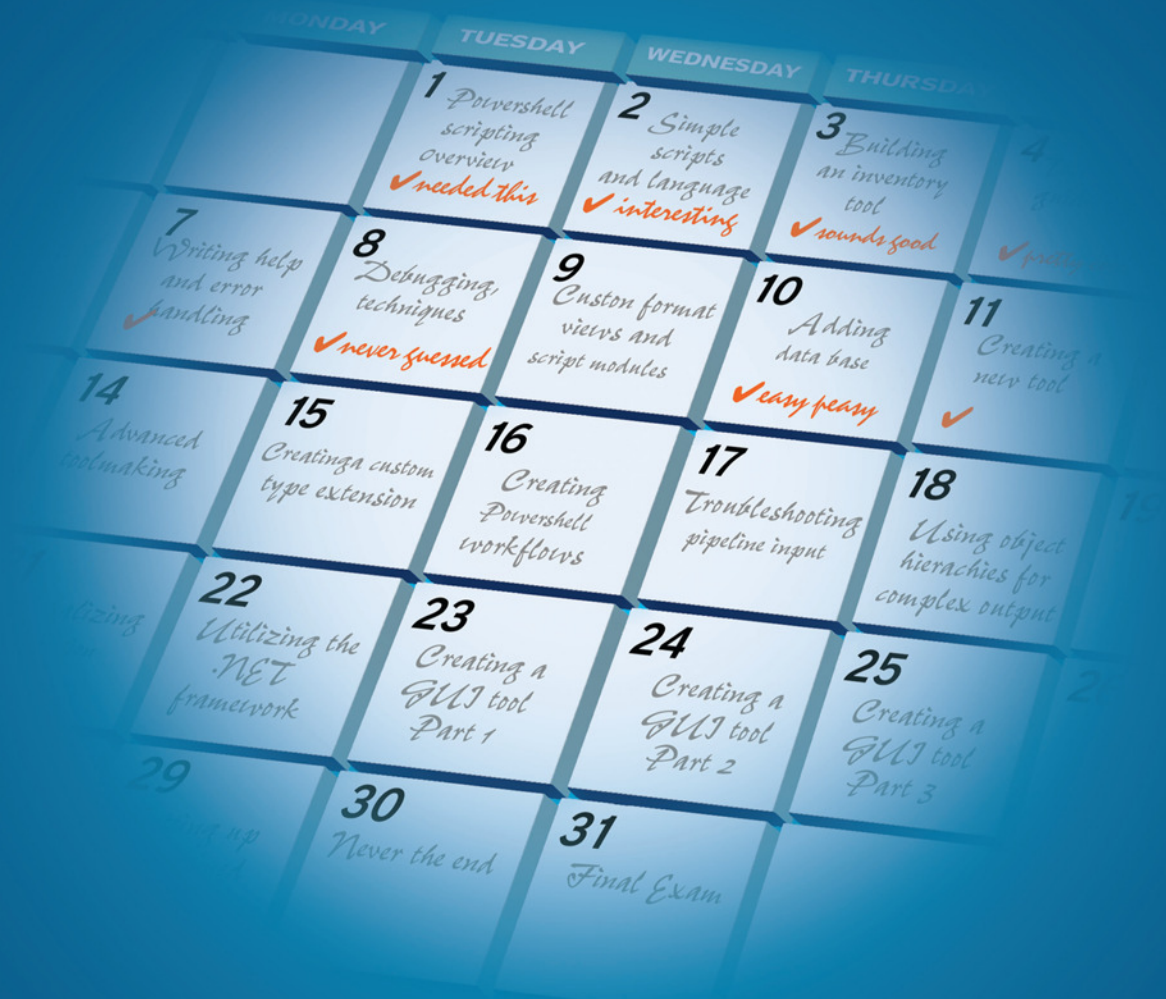 MONDAY TUESDAY WEDNESDAY THURSDAY
1 Powershell
scripting
overview
✓ needed this
2 Simple
scripts
and language
✓ interesting
3 Building
an inventory
tool
✓ sounds good
4
✓
7
Writing help
and error
✓ handling
8
Debugging,
techniques
✓ never guessed
9
Custon format
views and
script modules
10
Adding
data base
✓ easy peasy
11
Creating a
new tool
✓
14
Advanced
toolmaking
15
Creatinga custom
type extension
16
Creating
Powershell
workflows
17
Troubleshooting
pipeline input
18
Using object
hierachies for
complex output
19
22
Utilizing the
.NET
framework
23
Creating a
GUI tool
Part 1
24
Creating a
GUI tool
Part 2
25
Creating a
GUI tool
Part 3
29
up
30
Never the end
31
Final Exam